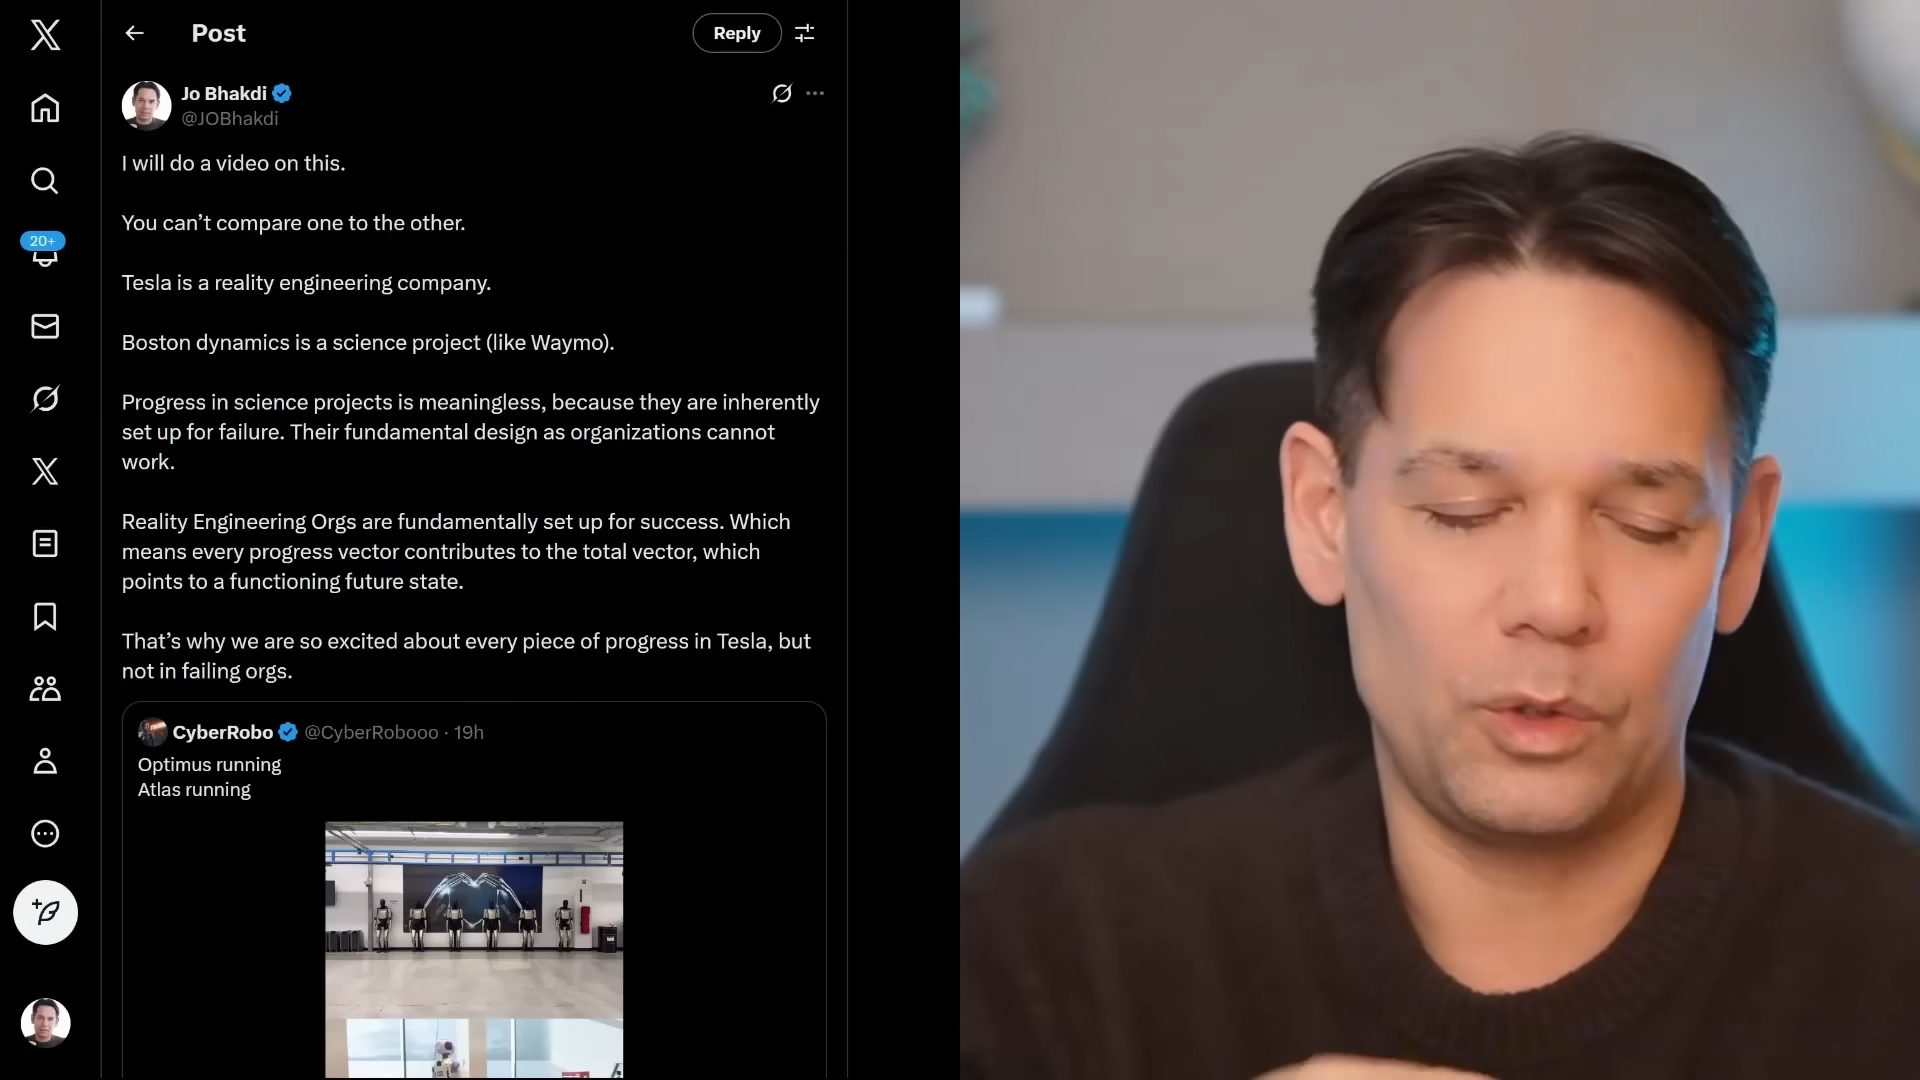 Post
Reply
Jo Bhakdi
@JOBhakdi
I will do a video on this.
You can’t compare one to the other.
Tesla is a reality engineering company.
20+
Boston dynamics is a science project (like Waymo).
Progress in science projects is meaningless, because they are inherently
set up for failure. Their fundamental design as organizations cannot
work.
Reality Engineering Orgs are fundamentally set up for success. Which
means every progress vector contributes to the total vector, which
points to a functioning future state.
That’s why we are so excited about every piece of progress in Tesla, but
not in failing orgs.
CyberRobo @CyberRobooo · 19h
Optimus running
Atlas running